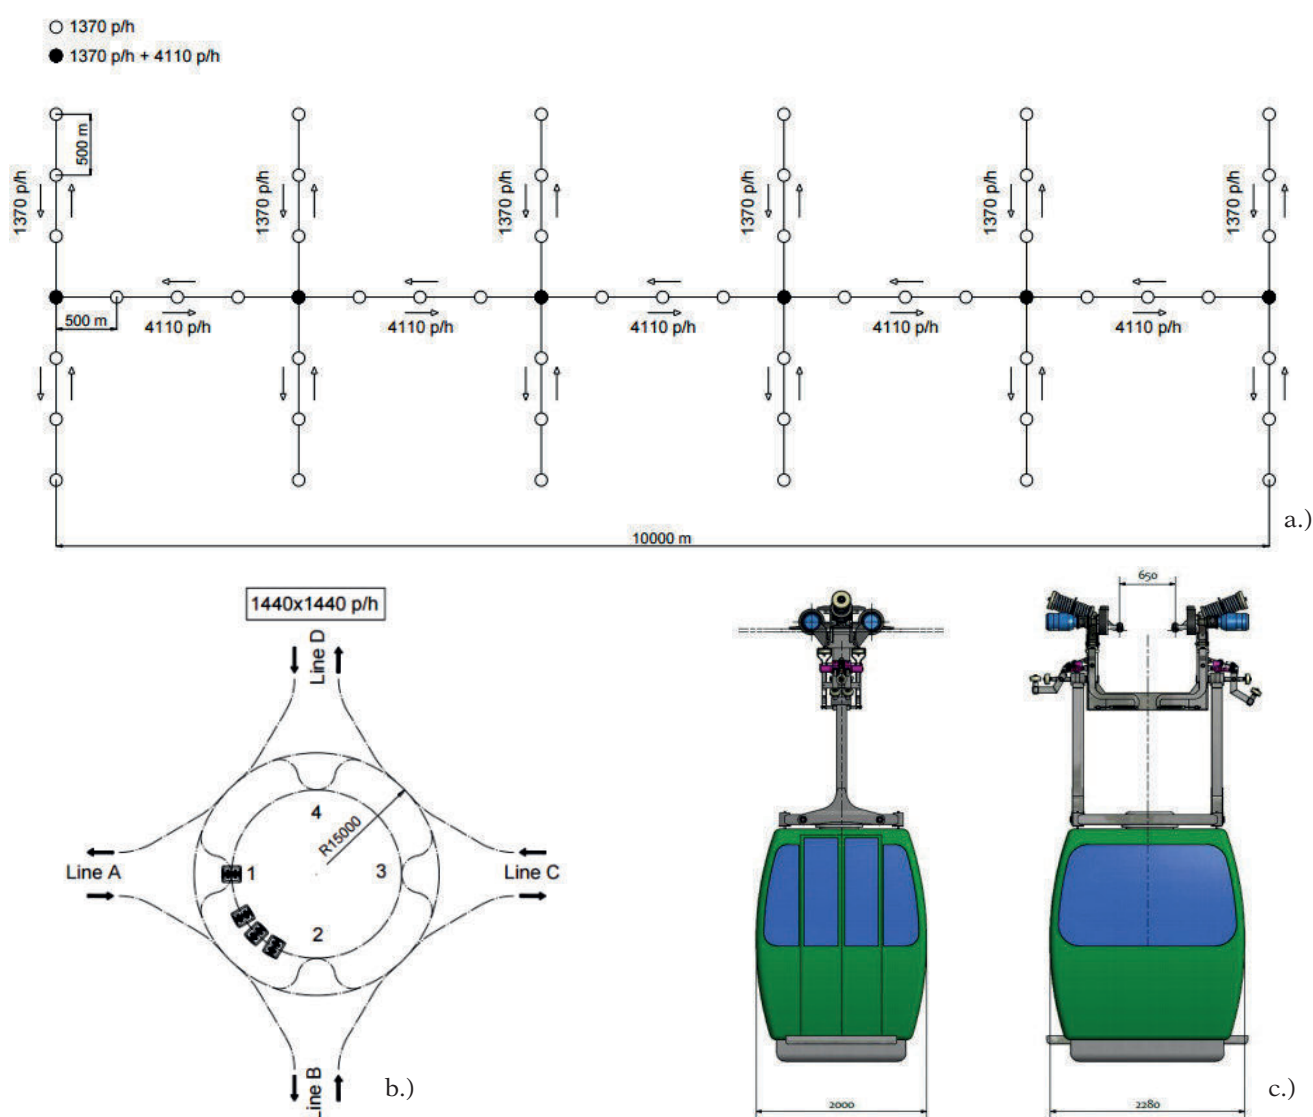 1370 p/h
1370 p/h + 4110 p/h
500 m
1370 p/h
1370 p/h
1370 p/h
1370 p/h
1370 p/h
1370 p/h
500 m
4110 p/h
4110 p/h
4110 p/h
4110 p/h
4110 p/h
10000 m
a.)
1440x1440 p/h
Line D
4
R15000
Line A
1
3
Line C
2
Line B
b.)
650
2000
2280
c.)